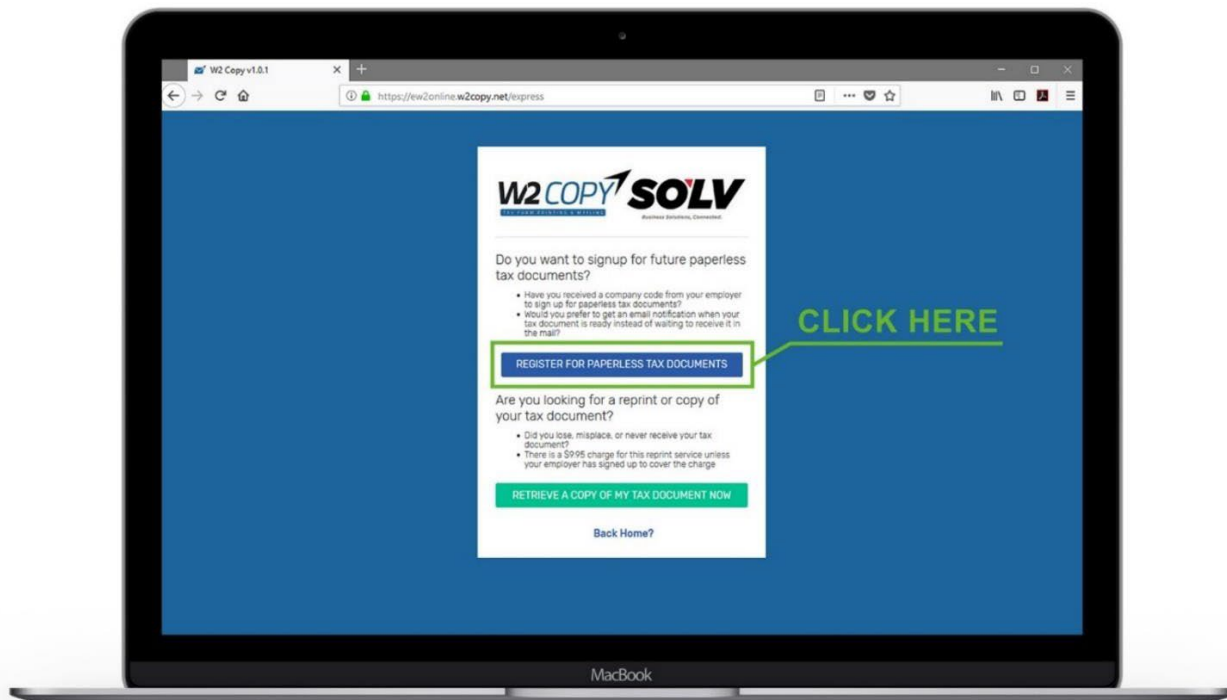 W2 Copy v1.0.1
https://ew2online.w2copy.net/express
W2 COPY SOLV
TAX FORM PRINTING & MAILING
Business Solutions, Connected.
Do you want to signup for future paperless
tax documents?
• Have you received a company code from your employer
to sign up for paperless tax documents?
• Would you prefer to get an email notification when your
tax document is ready instead of waiting to receive it in
the mail?
CLICK HERE
REGISTER FOR PAPERLESS TAX DOCUMENTS
Are you looking for a reprint or copy of
your tax document?
• Did you lose, misplace, or never receive your tax
document?
• There is a $9.95 charge for this reprint service unless
your employer has signed up to cover the charge
RETRIEVE A COPY OF MY TAX DOCUMENT NOW
Back Home?
MacBook